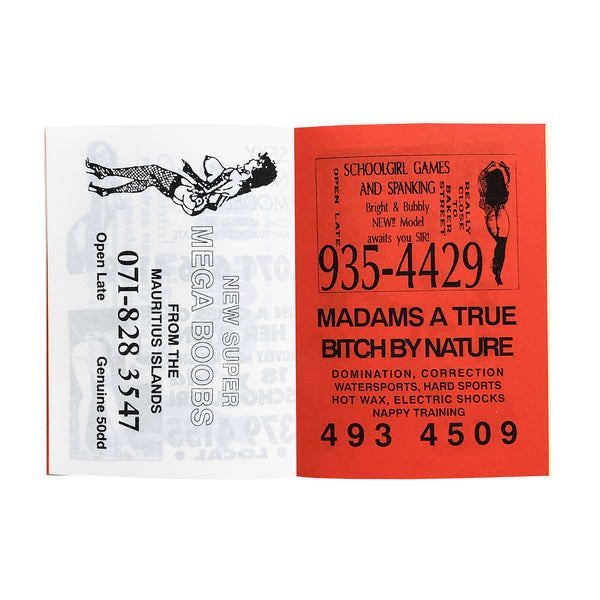 NEW SUPER
MEGA BOOBS
FROM THE
MAURITIUS ISLANDS
071-828 3547
Open Late Genuine 50dd
SCHOOLGIRL GAMES
AND SPANKING
Bright & Bubbly
NEW!! Model
awaits you SIR!
OPEN LATE
REALLY
CLOSE
TO
BAKER
STREET
935-4429
MADAMS A TRUE
BITCH BY NATURE
DOMINATION, CORRECTION
WATERSPORTS, HARD SPORTS
HOT WAX, ELECTRIC SHOCKS
NAPPY TRAINING
493 4509